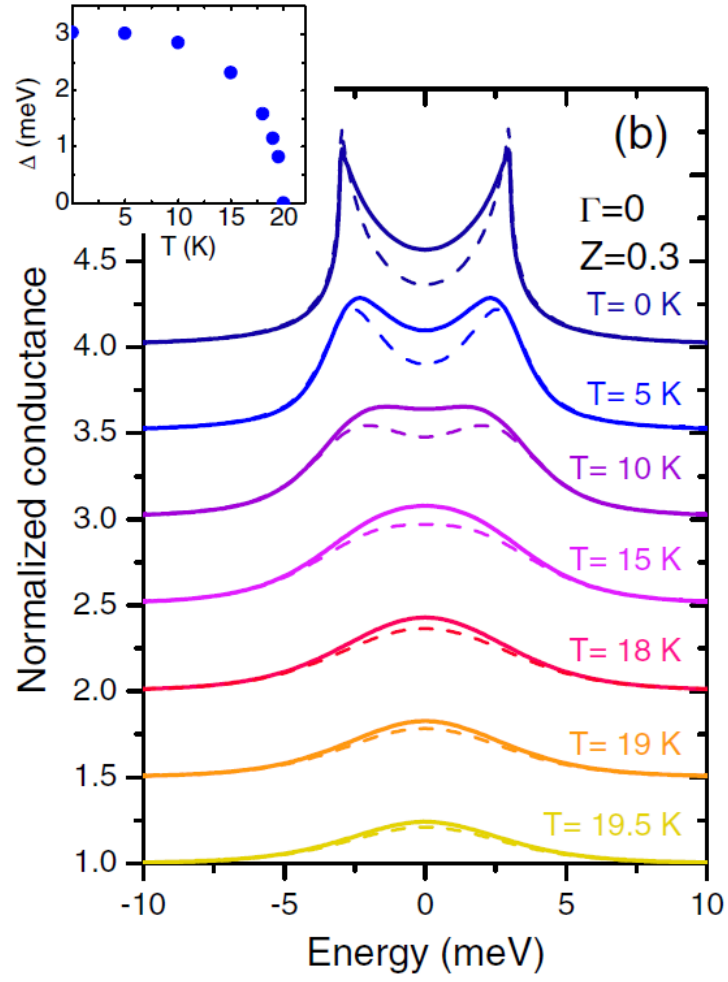 3
2
1
0
Δ (meV)
5 10 15 20
T (K)
(b)
Γ=0
Z=0.3
T= 0 K
T= 5 K
T= 10 K
T= 15 K
T= 18 K
T= 19 K
T= 19.5 K
4.5
4.0
3.5
3.0
2.5
2.0
1.5
1.0
Normalized conductance
-10 -5 0 5 10
Energy (meV)